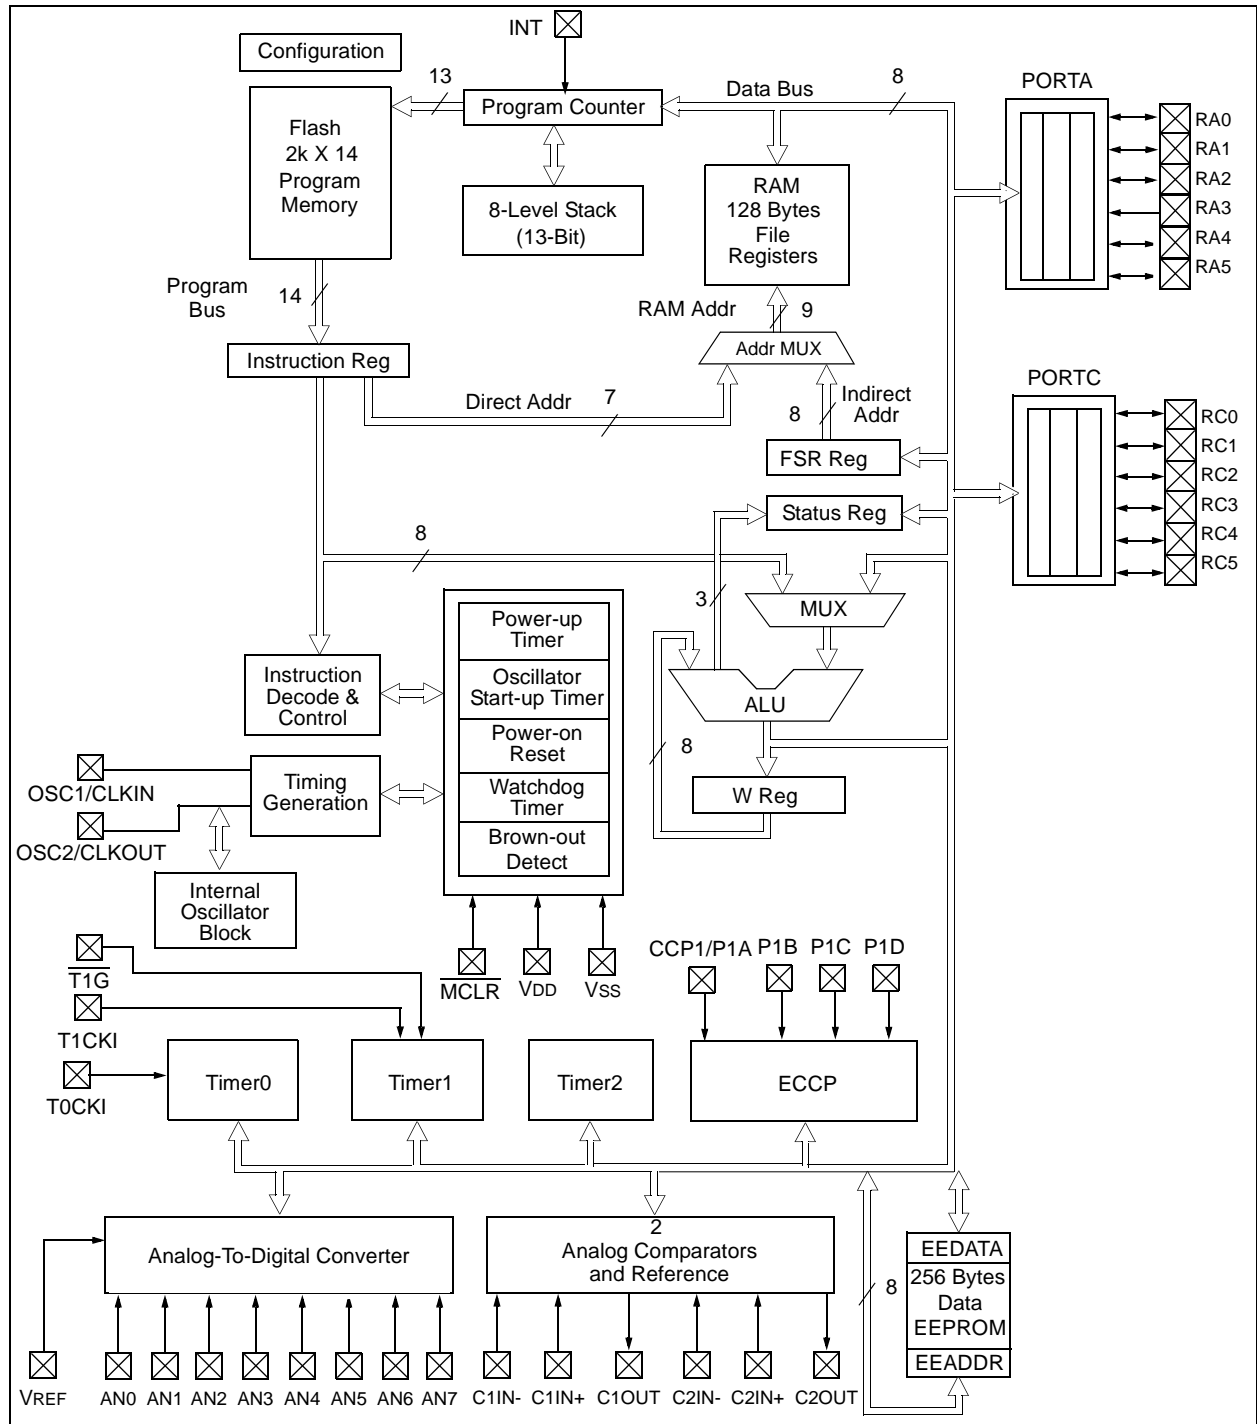 INT
Configuration
13
Data Bus
8
PORTA
Program Counter
Flash
2k X 14
Program
Memory
8-Level Stack
(13-Bit)
RAM
128 Bytes
File
Registers
RA0
RA1
RA2
RA3
RA4
RA5
Program
Bus
14
RAM Addr
9
Addr MUX
Instruction Reg
Direct Addr
7
8
Indirect
Addr
FSR Reg
PORTC
RC0
RC1
RC2
RC3
RC4
RC5
Status Reg
8
3
MUX
ALU
8
W Reg
Power-up
Timer
Oscillator
Start-up Timer
Power-on
Reset
Watchdog
Timer
Brown-out
Detect
Instruction
Decode &
Control
OSC1/CLKIN
Timing
Generation
OSC2/CLKOUT
Internal
Oscillator
Block
MCLR
VDD
VSS
T1G
T1CKI
T0CKI
CCP1/P1A
P1B
P1C
P1D
Timer0
Timer1
Timer2
ECCP
Analog-To-Digital Converter
2
Analog Comparators
and Reference
8
EEDATA
256 Bytes
Data
EEPROM
EEADDR
VREF
AN0
AN1
AN2
AN3
AN4
AN5
AN6
AN7
C1IN-
C1IN+
C1OUT
C2IN-
C2IN+
C2OUT